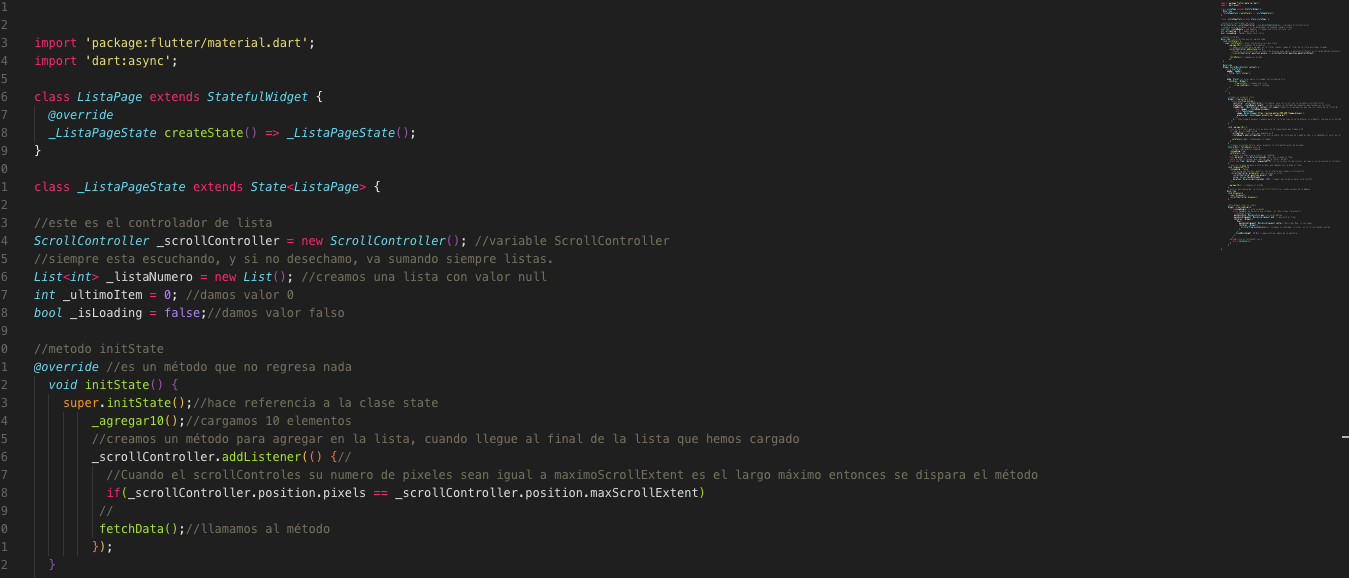 1
2
3 import 'package:flutter/material.dart';
4 import 'dart:async';
5
6 class ListaPage extends StatefulWidget {
7 @override
8 _ListaPageState createState() => _ListaPageState();
9 }
0
1 class _ListaPageState extends State<ListaPage> {
2
3 //este es el controlador de lista
4 ScrollController _scrollController = new ScrollController(); //variable ScrollController
5 //siempre esta escuchando, y si no desechamo, va sumando siempre listas.
6 List<int> _listaNumero = new List(); //creamos una lista con valor null
7 int _ultimoItem = 0; //damos valor 0
8 bool _isLoading = false;//damos valor falso
9
0 //metodo initState
1 @override //es un método que no regresa nada
2 void initState() {
3 super.initState();//hace referencia a la clase state
4 _agregar10();//cargamos 10 elementos
5 //creamos un método para agregar en la lista, cuando llegue al final de la lista que hemos cargado
6 _scrollController.addListener(() {//
7 //Cuando el scrollControles su numero de pixeles sean igual a maximoScrollExtent es el largo máximo entonces se dispara el método
8 if(_scrollController.position.pixels == _scrollController.position.maxScrollExtent)
9 //
0 fetchData();//llamamos al método
1 });
2 }